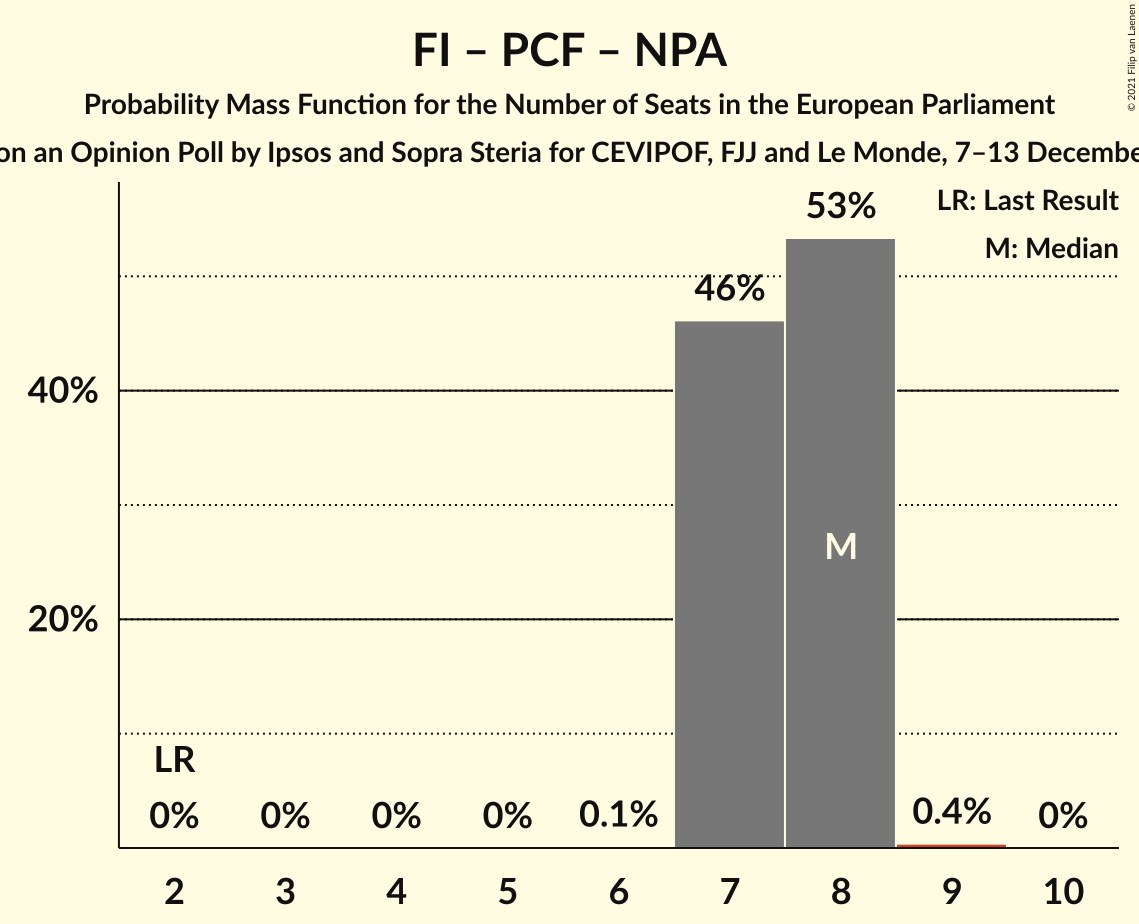 FI – PCF – NPA
Probability Mass Function for the Number of Seats in the European Parliament
on an Opinion Poll by Ipsos and Sopra Steria for CEVIPOF, FJJ and Le Monde, 7–13
© 2021 Filip van Laenen
LR: Last Result
M: Median
53%
46%
40%
M
20%
LR
0% 0% 0% 0% 0.1% 0.4% 0%
2 3 4 5 6 7 8 9 10